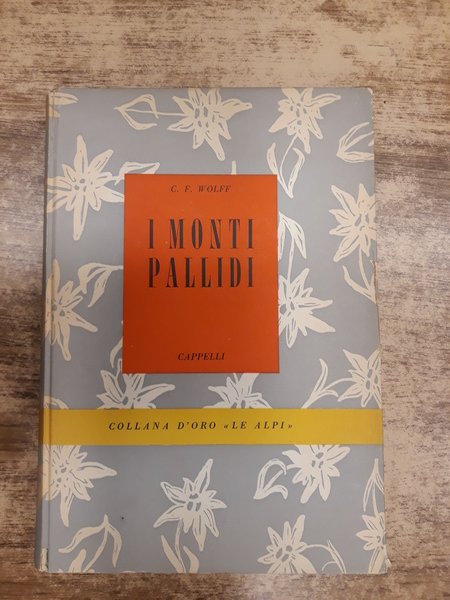 C. F. WOLFF
I MONTI
PALLIDI
CAPPELLI
COLLANA D'ORO «LE ALPI»